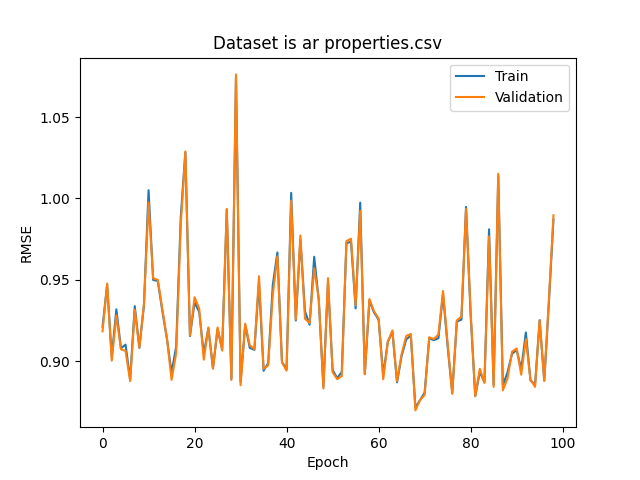 Dataset is ar properties.csv
Train
Validation
RMSE
1.05
1.00
0.95
0.90
0 20 40 60 80 100
Epoch